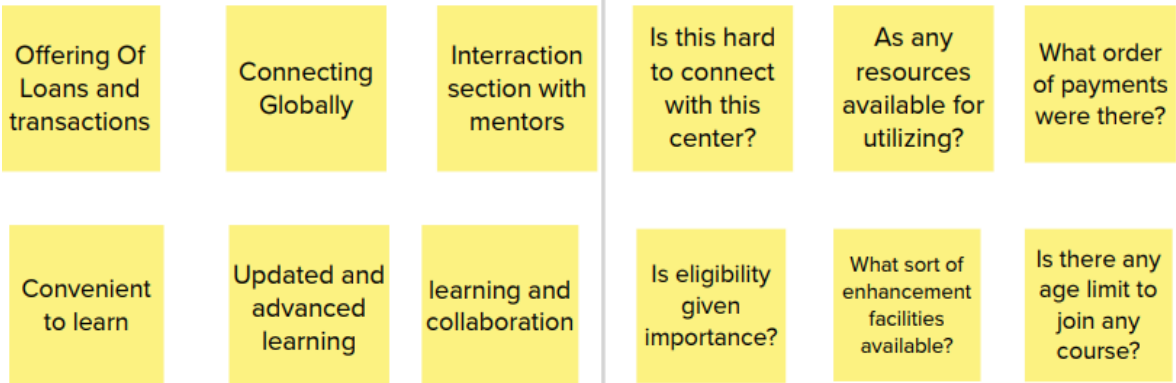 Offering Of
Loans and
transactions
Connecting
Globally
Interraction
section with
mentors
Is this hard
to connect
with this
center?
As any
resources
available for
utilizing?
What order
of payments
were there?
Convenient
to learn
Updated and
advanced
learning
learning and
collaboration
Is eligibility
given
importance?
What sort of
enhancement
facilities
available?
Is there any
age limit to
join any
course?